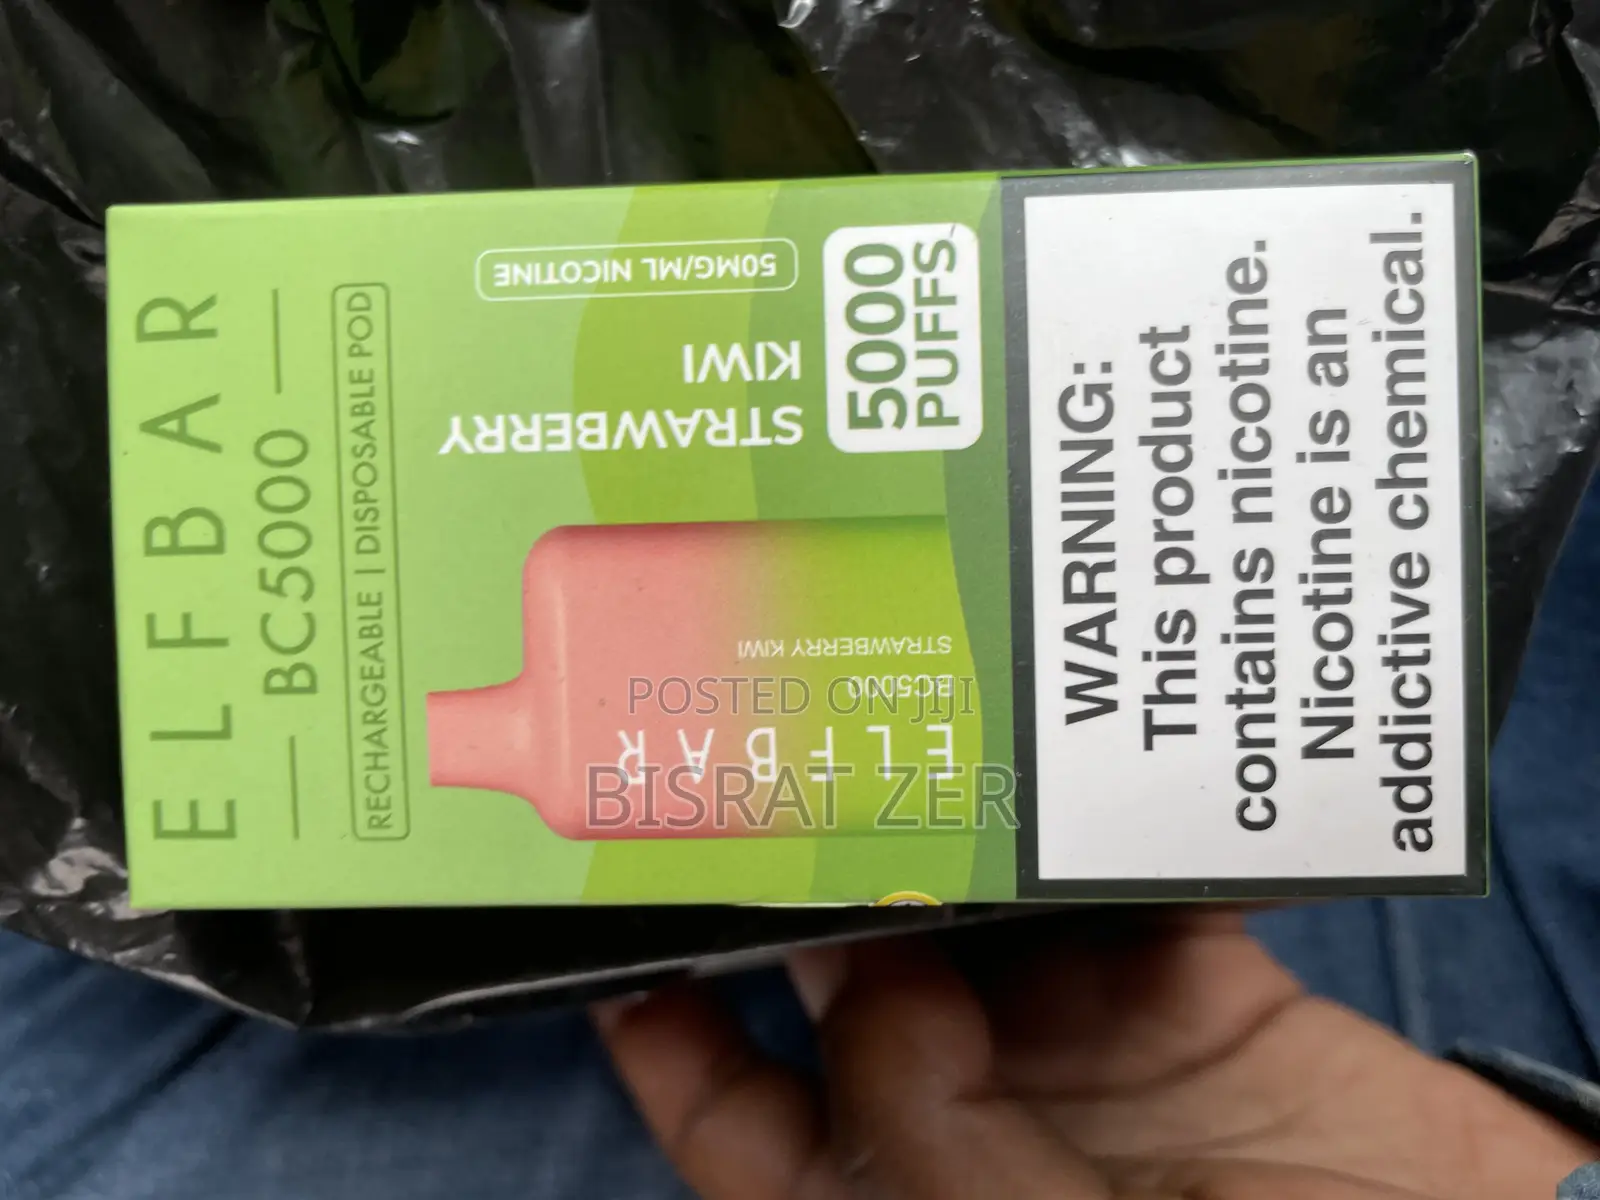 ELFBAR
BC5000
RECHARGEABLE | DISPOSABLE POD
50MG/ML NICOTINE
STRAWBERRY
KIWI
5000
PUFFS
ELFBAR
BC5000
STRAWBERRY KIWI
WARNING:
This product
contains nicotine.
Nicotine is an
addictive chemical.
POSTED ON JIJI
BISRAT ZER